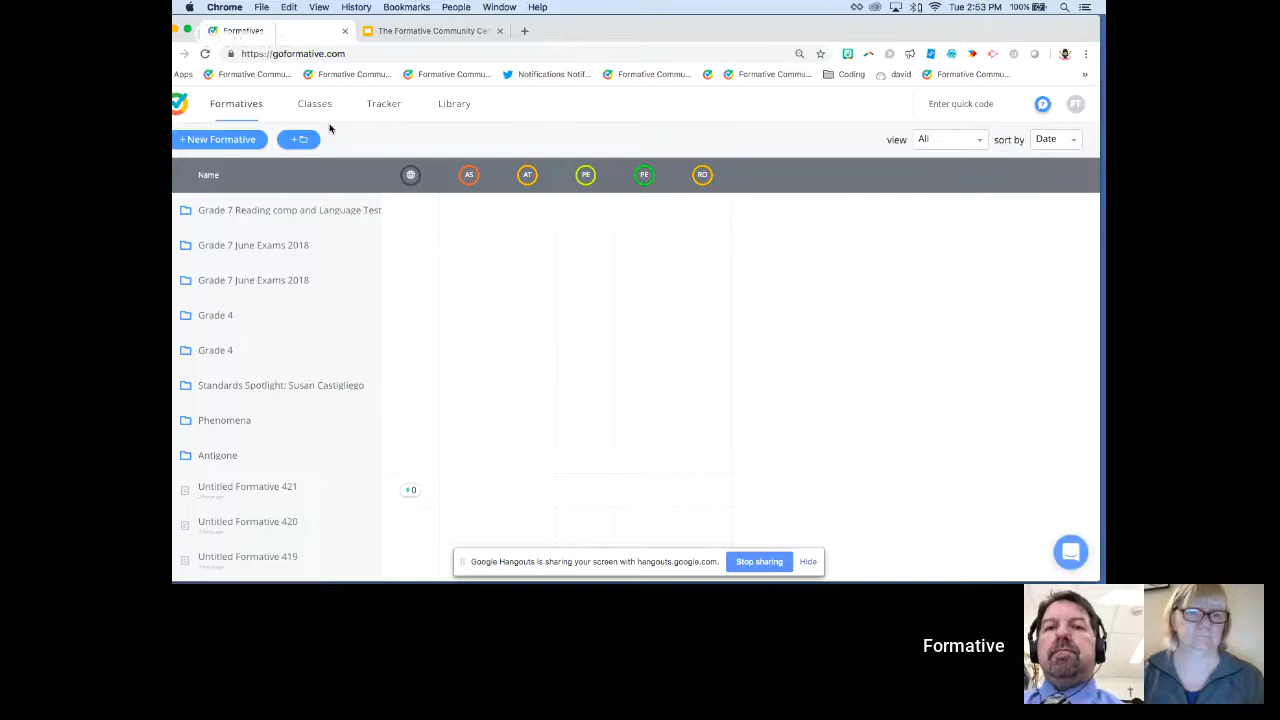 Chrome File Edit View History Bookmarks People Window Help 100% Tue 2:53 PM
Formatives The Formative Community Cer
https://goformative.com
Apps Formative Commu... Formative Commu... Formative Commu... Notifications Notif... Formative Commu... Formative Commu... Coding david Formative Commu... »
Formatives Classes Tracker Library Enter quick code FT
+ New Formative + view All sort by Date
Name AS AT PE PE RO
Grade 7 Reading comp and Language Test
Grade 7 June Exams 2018
Grade 7 June Exams 2018
Grade 4
Grade 4
Standards Spotlight: Susan Castigliego
Phenomena
Antigone
Untitled Formative 421
0
Untitled Formative 420
Untitled Formative 419
Google Hangouts is sharing your screen with hangouts.google.com. Stop sharing Hide
Formative